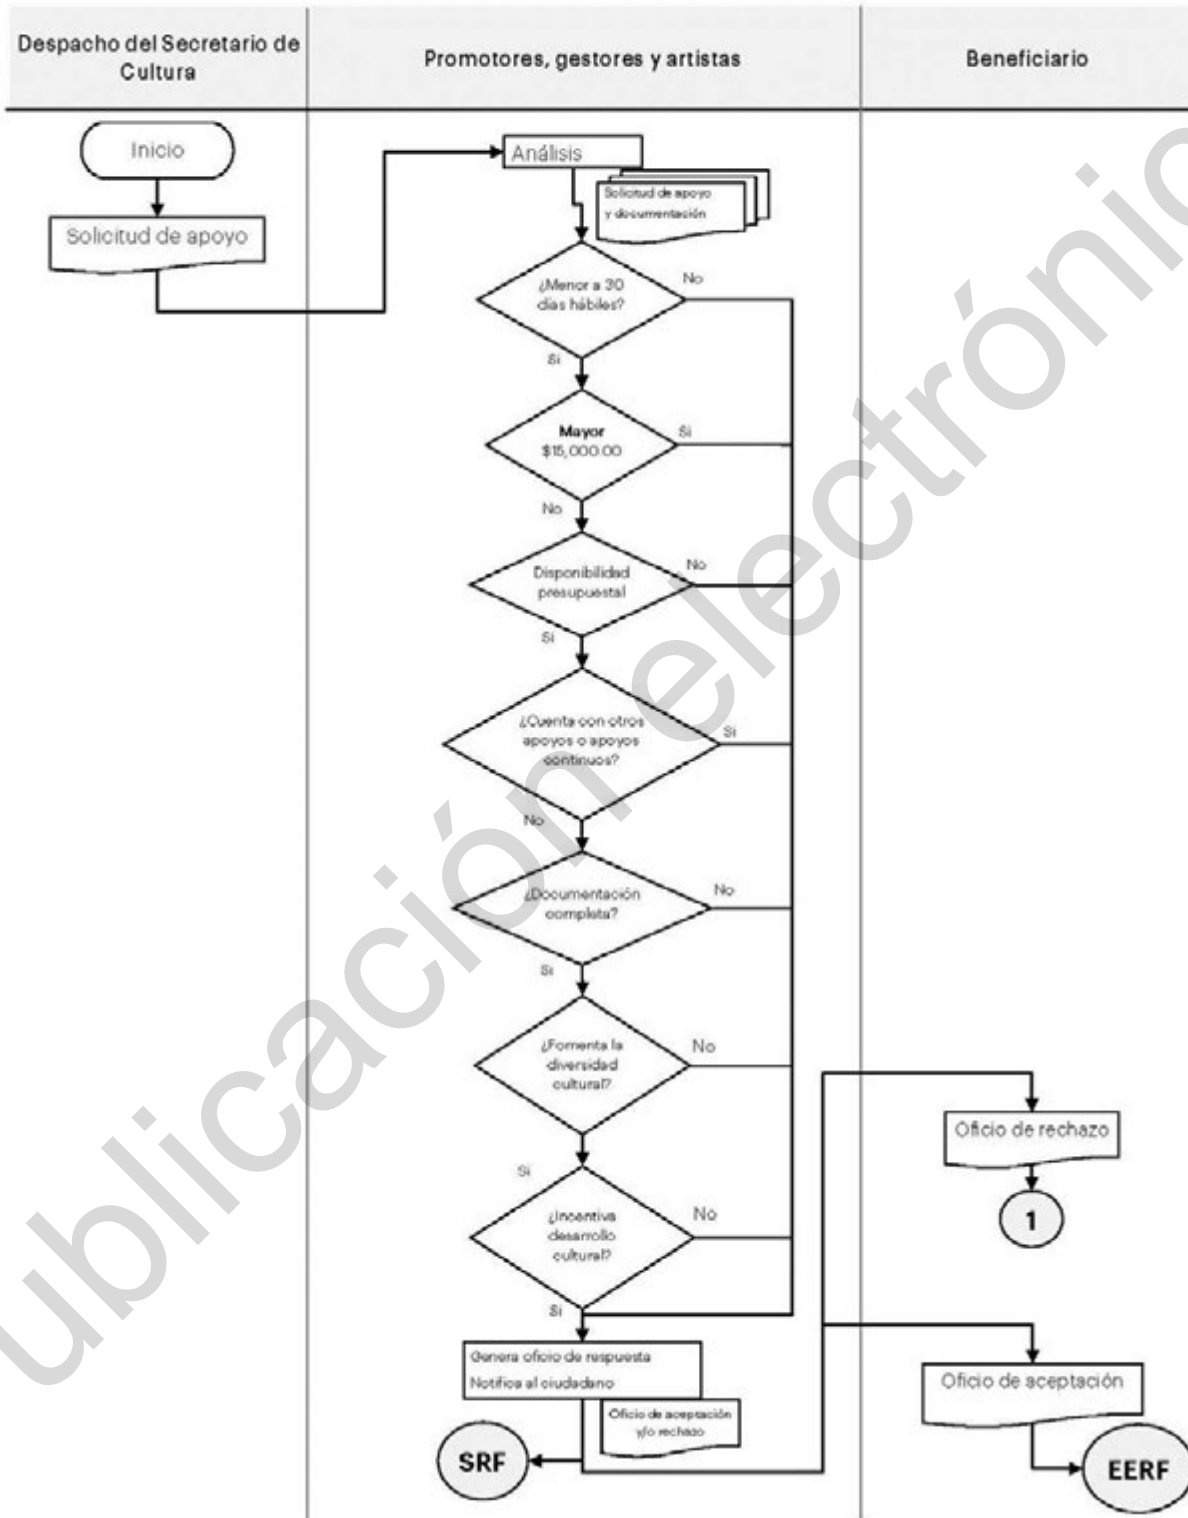 Despacho del Secretario de
Cultura
Promotores, gestores y artistas
Beneficiario
Inicio
Solicitud de apoyo
Análisis
Solicitud de apoyo
y documentación
¿Menor a 30
días hábiles?
No
Si
Mayor
$15,000.00
Si
No
Disponibilidad
presupuestal
No
Si
¿Cuenta con otros
apoyos o apoyos
continuos?
Si
No
¿Documentación
completa?
No
Si
¿Fomenta la
diversidad
cultural?
No
Si
¿Incentiva
desarrollo
cultural?
No
Si
Oficio de rechazo
1
Genera oficio de respuesta
Notifica al ciudadano
Oficio de aceptación
y/o rechazo
SRF
Oficio de aceptación
EERF
ublicación electrónic